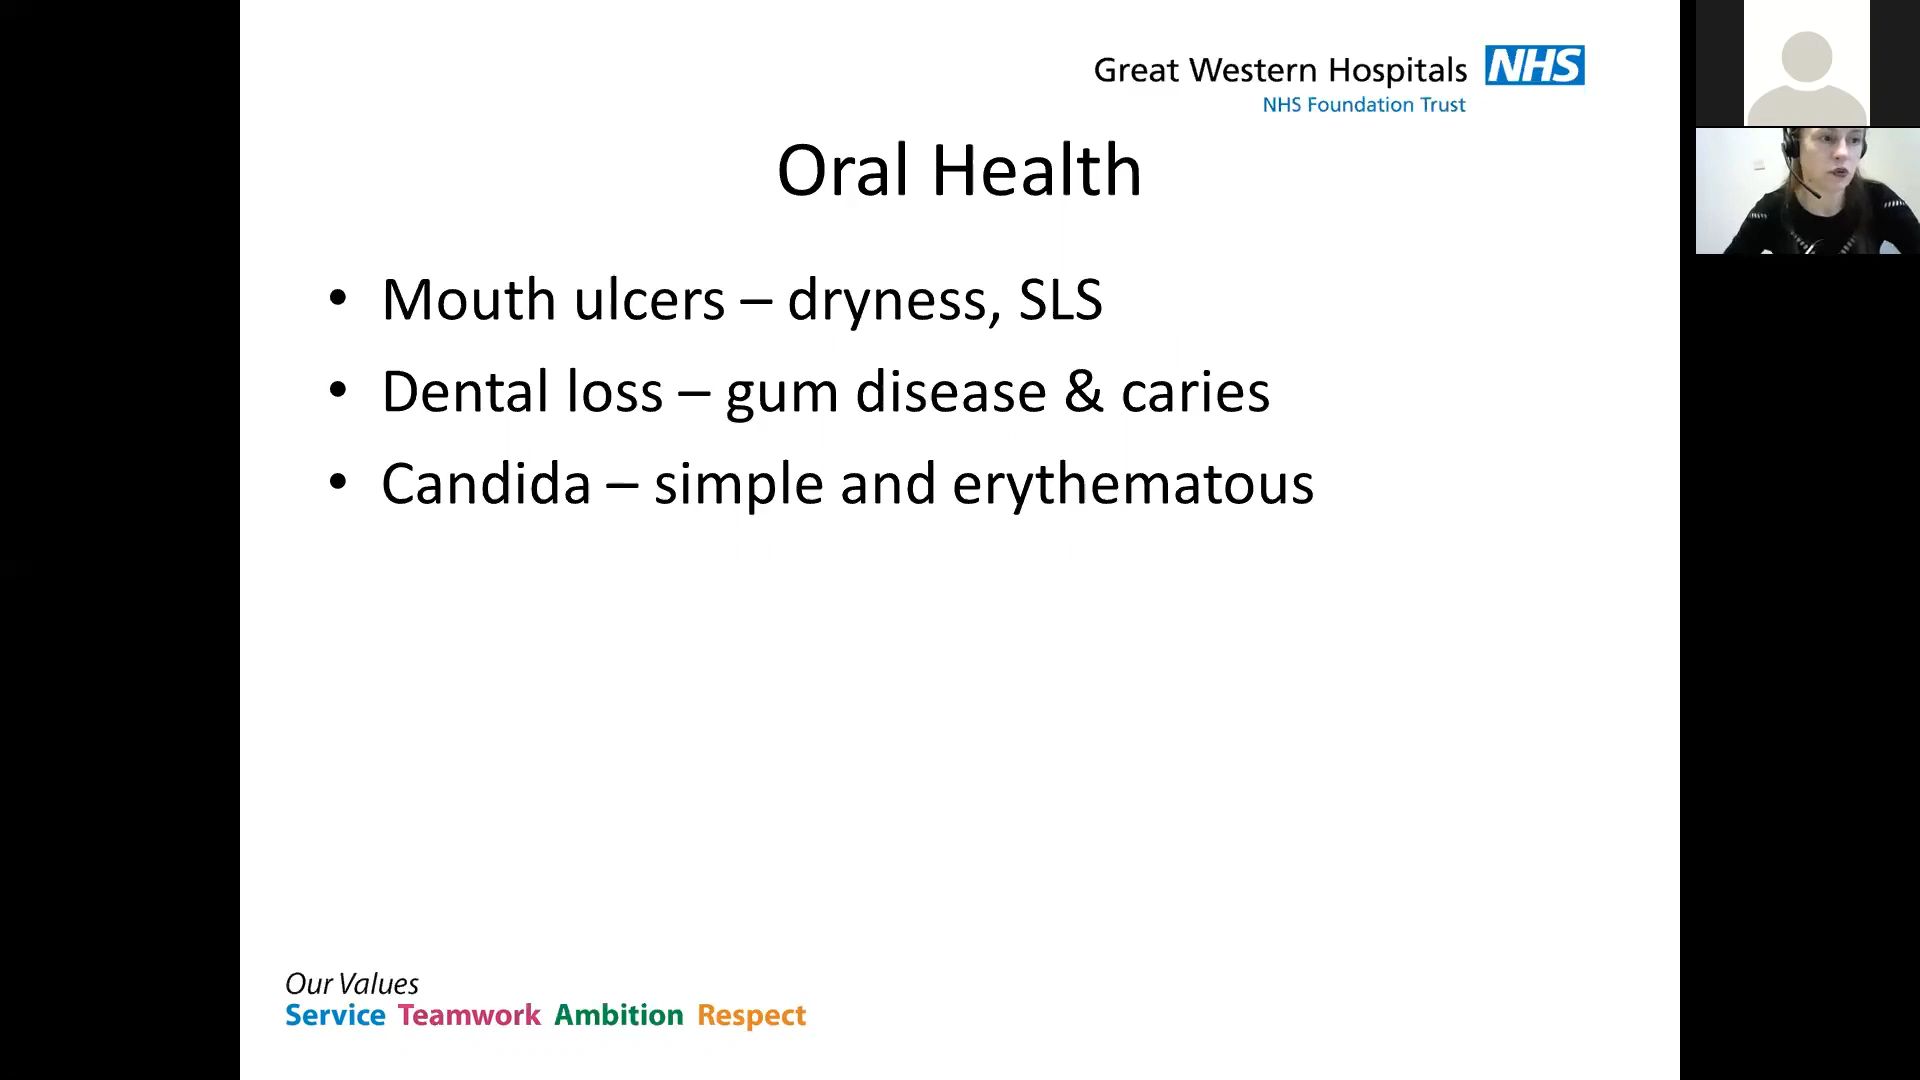 Great Western Hospitals NHS
NHS Foundation Trust
Oral Health
• Mouth ulcers – dryness, SLS
• Dental loss – gum disease & caries
• Candida – simple and erythematous
Our Values
Service Teamwork Ambition Respect